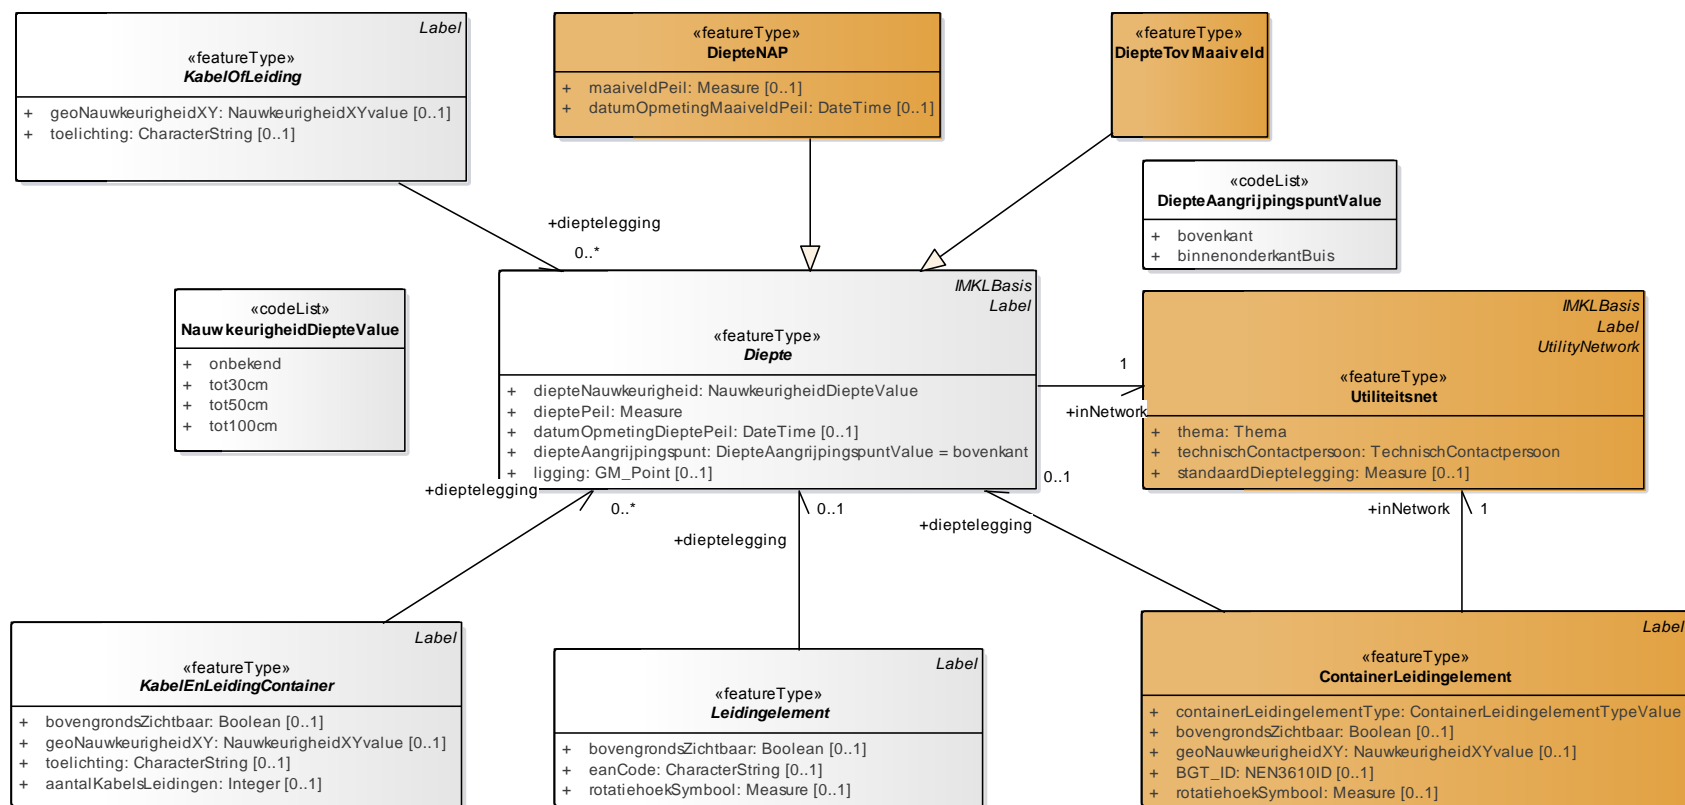 Label
«featureType»
KabelOfLeiding
+ geoNauwkeurigheidXY: NauwkeurigheidXYvalue [0..1]
+ toelichting: CharacterString [0..1]
«featureType»
DiepteNAP
+ maaiveldPeil: Measure [0..1]
+ datumOpmetingMaaiveldPeil: DateTime [0..1]
«featureType»
DiepteTovMaaiveld
«codeList»
DiepteAangrijpingspuntValue
+ bovenkant
+ binnenonderkantBuis
+dieptelegging
0..*
«codeList»
NauwkeurigheidDiepteValue
+ onbekend
+ tot30cm
+ tot50cm
+ tot100cm
IMKLBasis
Label
«featureType»
Diepte
+ diepteNauwkeurigheid: NauwkeurigheidDiepteValue
+ dieptePeil: Measure
+ datumOpmetingDieptePeil: DateTime [0..1]
+ diepteAangrijpingspunt: DiepteAangrijpingspuntValue = bovenkant
+ ligging: GM_Point [0..1]
1
+inNetwork
IMKLBasis
Label
UtilityNetwork
«featureType»
Utiliteitsnet
+ thema: Thema
+ technischContactpersoon: TechnischContactpersoon
+ standaardDieptelegging: Measure [0..1]
+dieptelegging
0..*
0..1
+dieptelegging
0..1
+dieptelegging
+inNetwork
1
Label
«featureType»
KabelEnLeidingContainer
+ bovengrondsZichtbaar: Boolean [0..1]
+ geoNauwkeurigheidXY: NauwkeurigheidXYvalue [0..1]
+ toelichting: CharacterString [0..1]
+ aantalKabelsLeidingen: Integer [0..1]
Label
«featureType»
Leidingelement
+ bovengrondsZichtbaar: Boolean [0..1]
+ eanCode: CharacterString [0..1]
+ rotatiehoekSymbool: Measure [0..1]
Label
«featureType»
ContainerLeidingelement
+ containerLeidingelementType: ContainerLeidingelementTypeValue
+ bovengrondsZichtbaar: Boolean [0..1]
+ geoNauwkeurigheidXY: NauwkeurigheidXYvalue [0..1]
+ BGT_ID: NEN3610ID [0..1]
+ rotatiehoekSymbool: Measure [0..1]